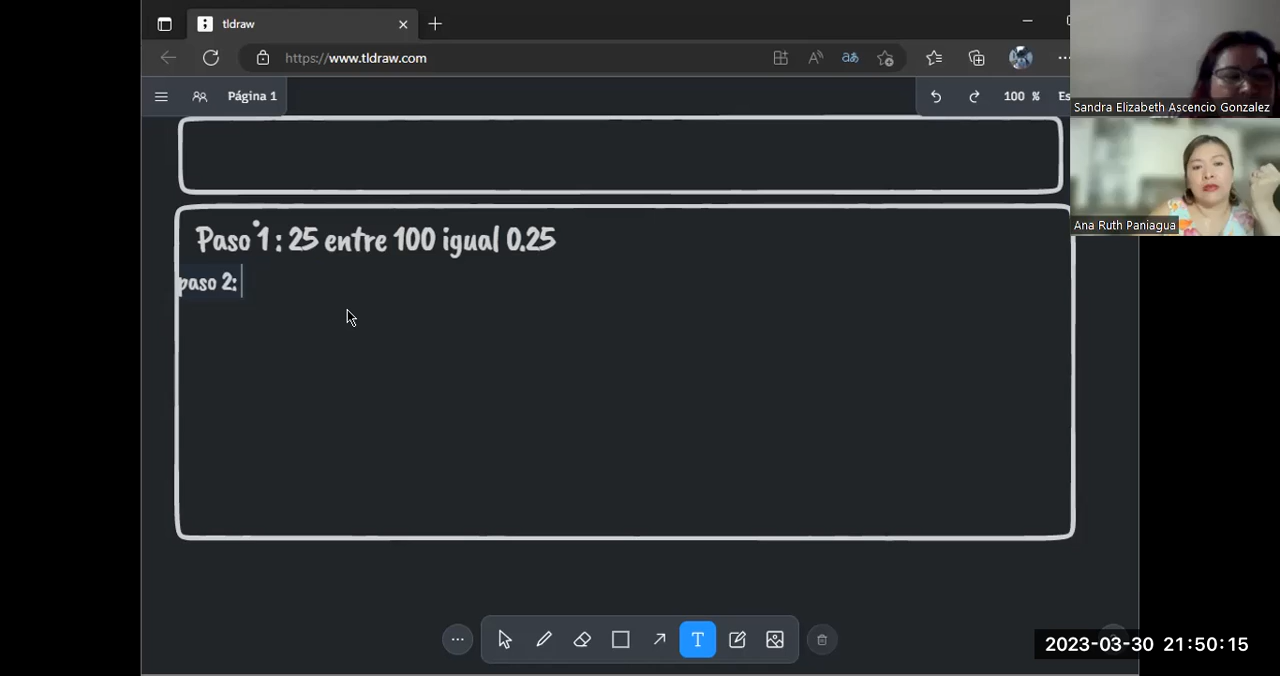 tldraw
https://www.tldraw.com
Página 1
100 %
Es
Sandra Elizabeth Ascencio Gonzalez
Ana Ruth Paniagua
Paso 1 : 25 entre 100 igual 0.25
paso 2:
T
2023-03-30 21:50:15